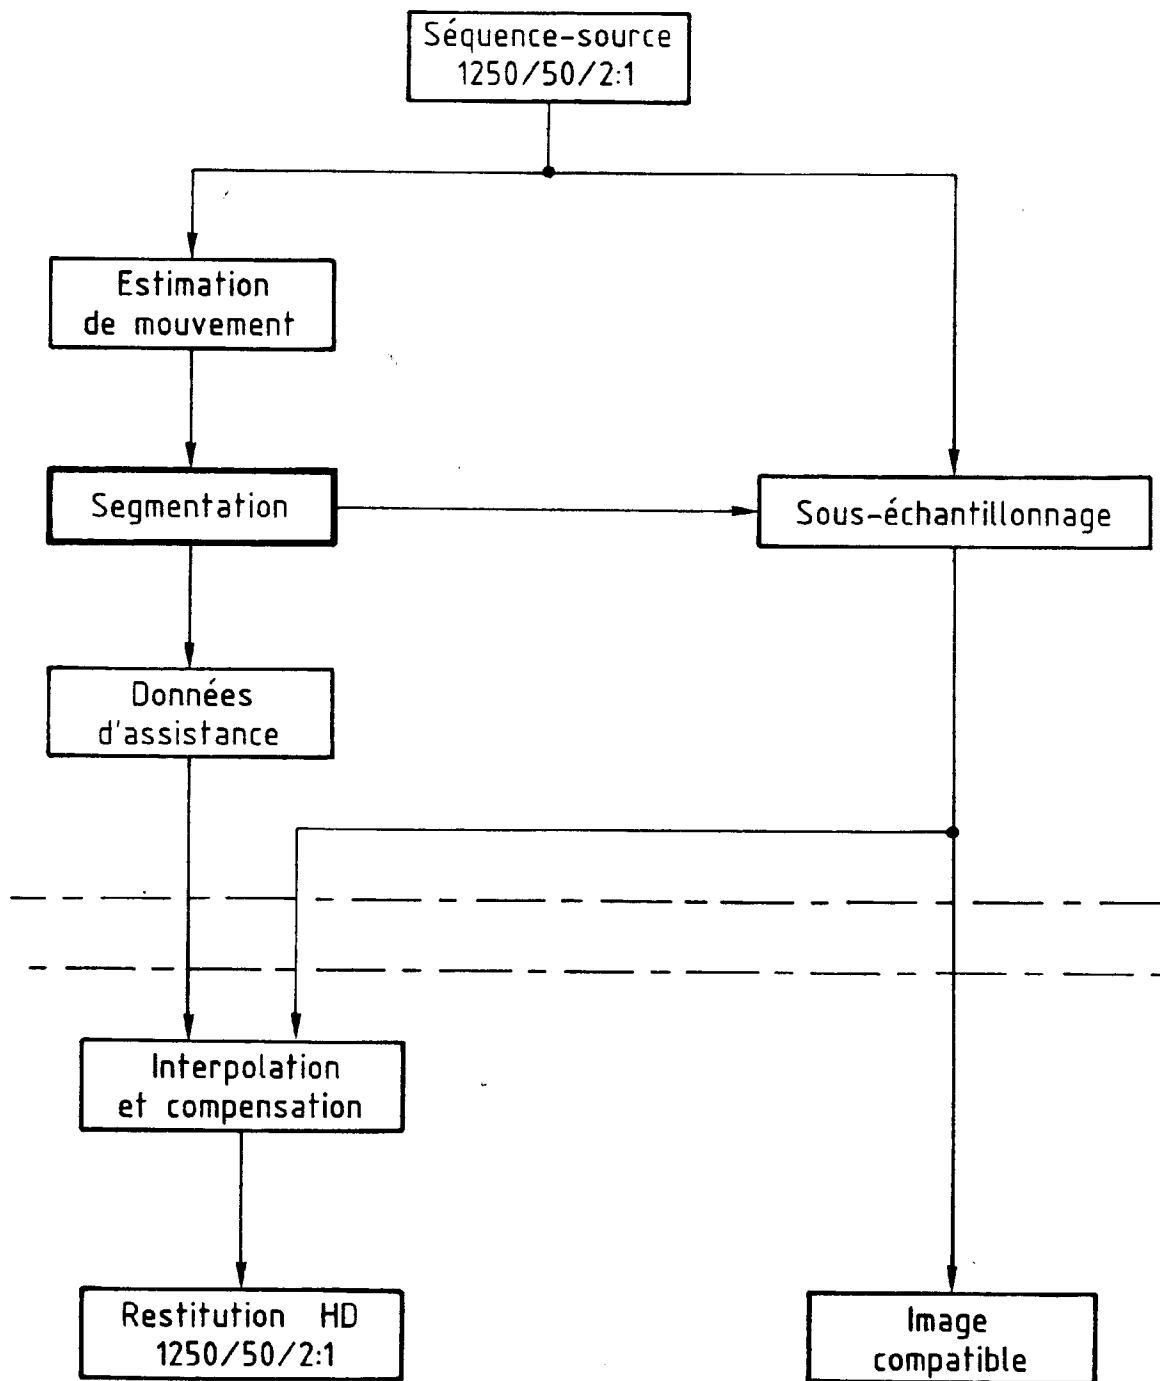 Séquence-source
1250/50/2:1
Estimation
de mouvement
Segmentation
Sous-échantillonnage
Données
d'assistance
Interpolation
et compensation
Restitution HD
1250/50/2:1
Image
compatible